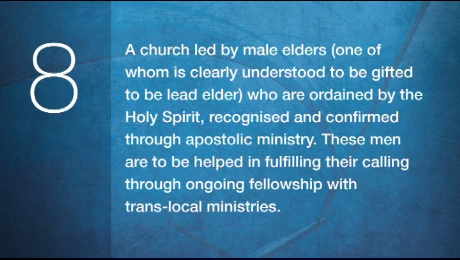 8
A church led by male elders (one of
whom is clearly understood to be gifted
to be lead elder) who are ordained by the
Holy Spirit, recognised and confirmed
through apostolic ministry. These men
are to be helped in fulfilling their calling
through ongoing fellowship with
trans-local ministries.